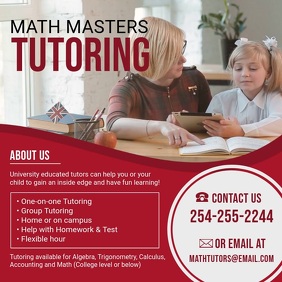 MATH MASTERS
TUTORING
ABOUT US
University educated tutors can help you or your
child to gain an inside edge and have fun learning!
• One-on-one Tutoring
• Group Tutoring
• Home or on campus
• Help with Homework & Test
• Flexible hour
Tutoring available for Algebra, Trigonometry, Calculus,
Accounting and Math (College level or below)
CONTACT US
254-255-2244
OR EMAIL AT
MATHTUTORS@EMAIL.COM